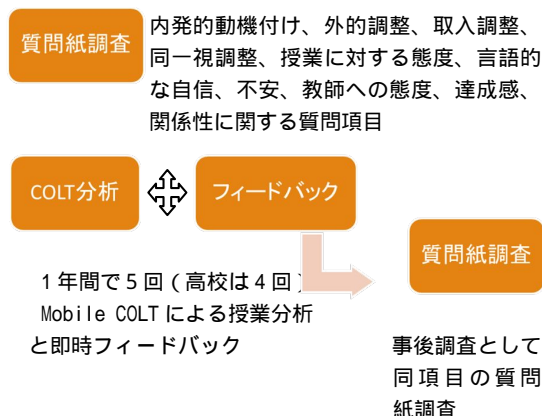 質問紙調査
内発的動機付け、外的調整、取入調整、
同一視調整、授業に対する態度、言語的
な自信、不安、教師への態度、達成感、
関係性に関する質問項目
COLT分析
フィードバック
1年間で5回(高校は4回)
Mobile COLTによる授業分析
と即時フィードバック
質問紙調査
事後調査として
同項目の質問
紙調査